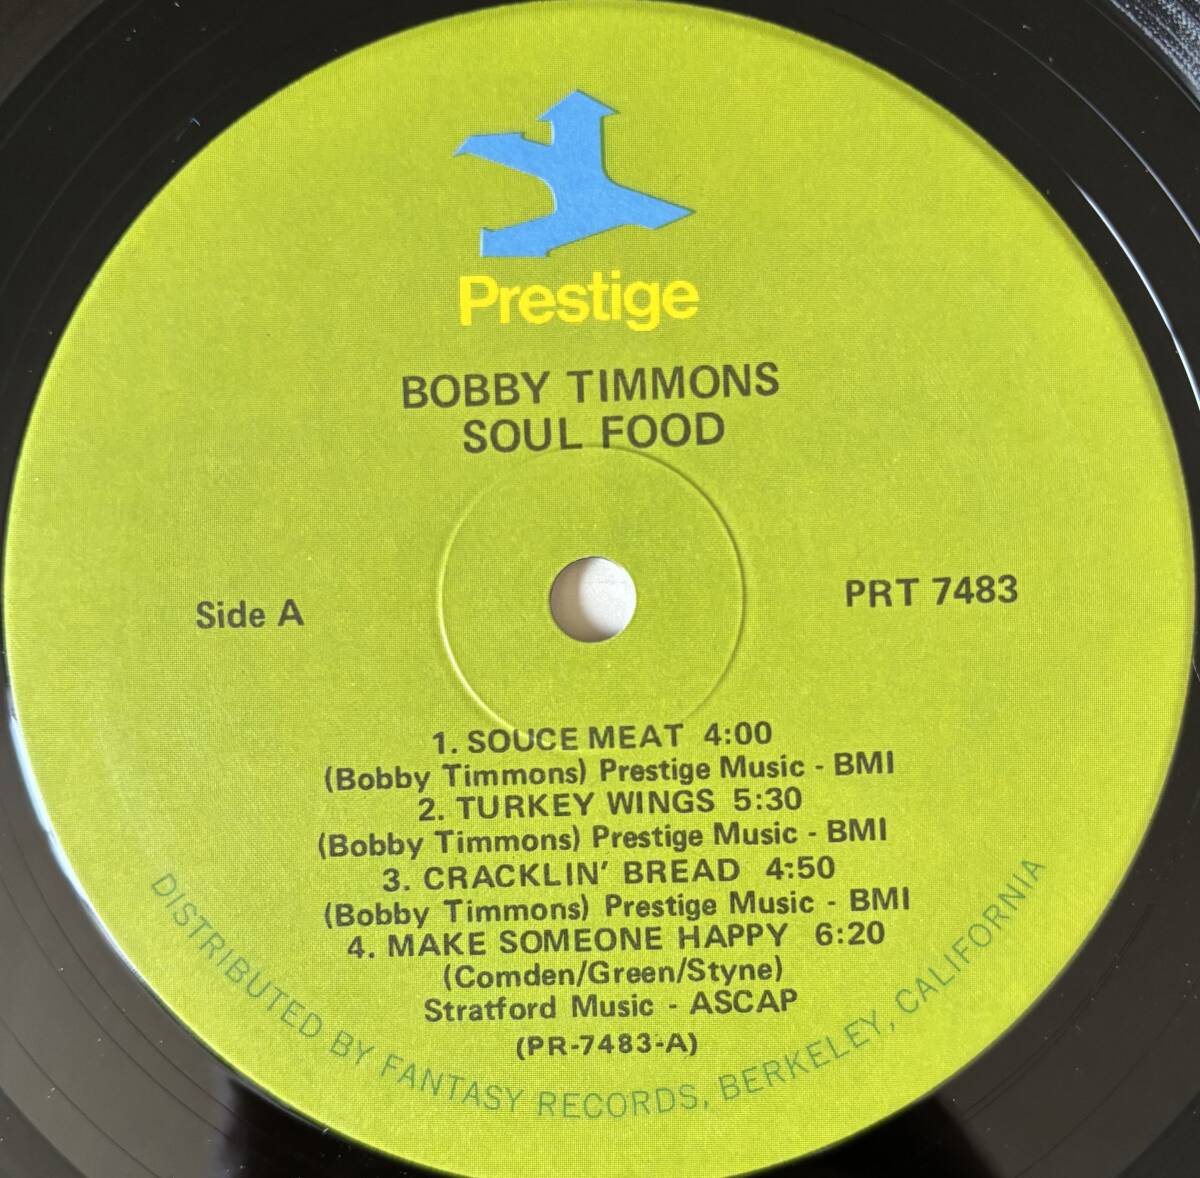 Prestige
BOBBY TIMMONS
SOUL FOOD
Side A
PRT 7483
1. SOUCE MEAT 4:00
(Bobby Timmons) Prestige Music - BMI
2. TURKEY WINGS 5:30
(Bobby Timmons) Prestige Music - BMI
3. CRACKLIN' BREAD 4:50
(Bobby Timmons) Prestige Music - BMI
4. MAKE SOMEONE HAPPY 6:20
(Comden/Green/Styne)
Stratford Music - ASCAP
(PR-7483-A)
DISTRIBUTED BY FANTASY RECORDS, BERKELEY, CALIFORNIA